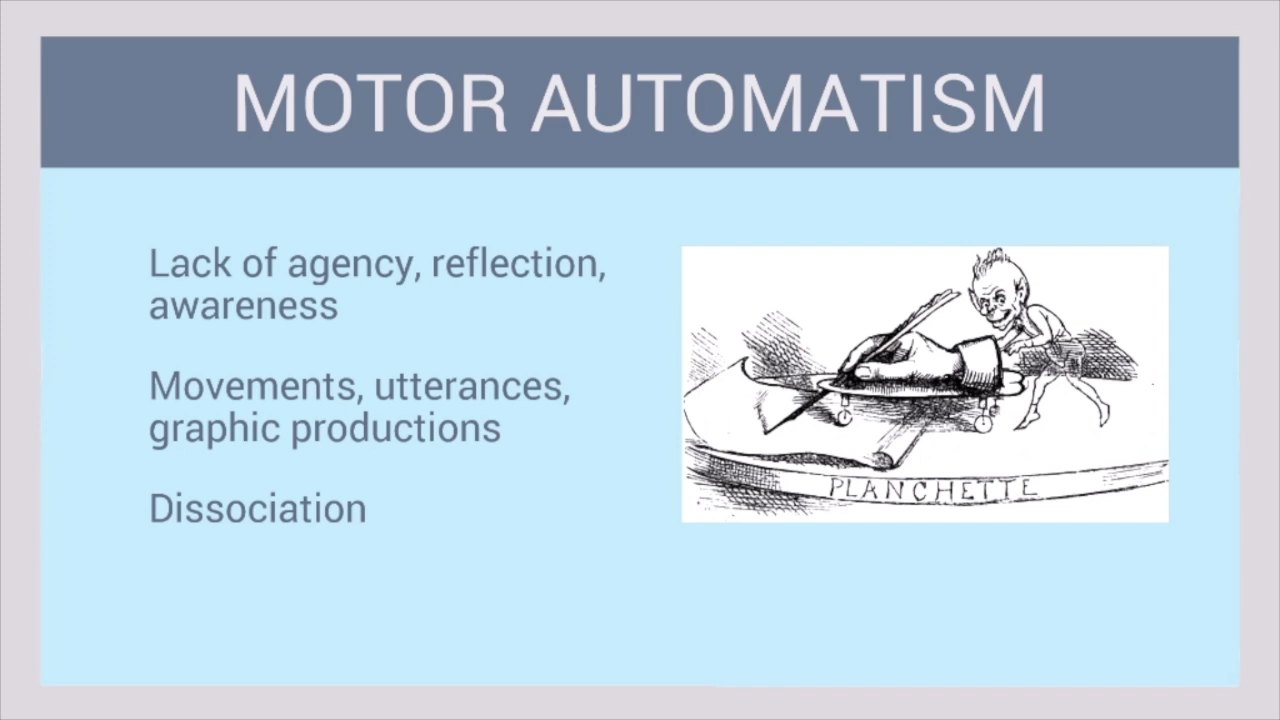 MOTOR AUTOMATISM
Lack of agency, reflection,
awareness
Movements, utterances,
graphic productions
Dissociation
PLANCHETTE